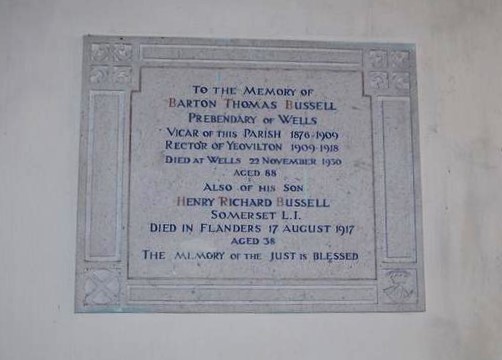 TO THE MEMORY OF
BARTON THOMAS BUSSELL
PREBENDARY OF WELLS
VICAR OF THIS PARISH 1876-1909
RECTOR OF YEOVILTON 1909-1918
DIED AT WELLS 22 NOVEMBER 1930
AGED 88
ALSO OF HIS SON
HENRY RICHARD BUSSELL
SOMERSET L.I.
DIED IN FLANDERS 17 AUGUST 1917
AGED 38
THE MEMORY OF THE JUST IS BLESSED